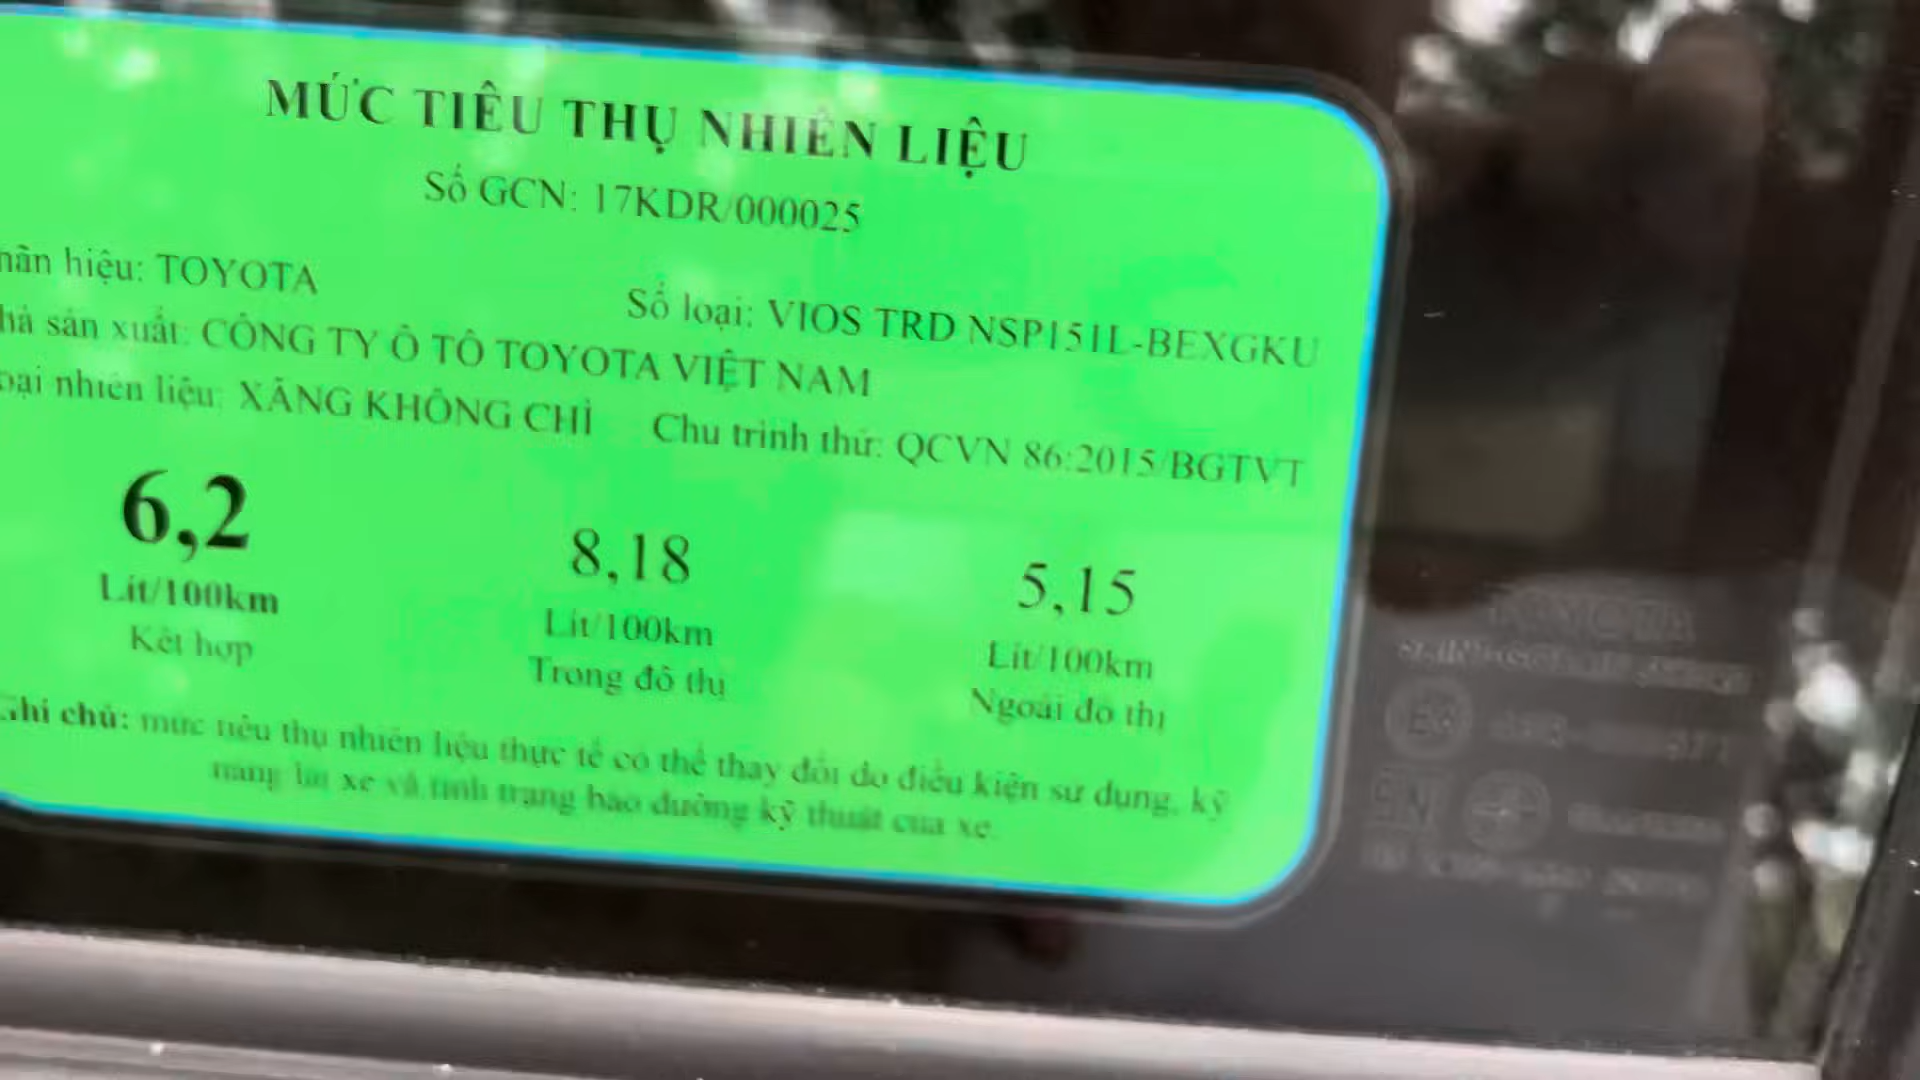 MỨC TIÊU THỤ NHIÊN LIỆU
Số GCN: 17KDR/000025
hãn hiệu: TOYOTA
Số loại: VIOS TRD NSP151L-BEXGKU
hà sản xuất: CÔNG TY Ô TÔ TOYOTA VIỆT NAM
oại nhiên liệu: XĂNG KHÔNG CHÌ Chu trình thử: QCVN 86:2015/BGTVT
6,2
Lít/100km
Kết hợp
8,18
Lít/100km
Trong đô thị
5,15
Lít/100km
Ngoài đô thị
Ghi chú: mức tiêu thụ nhiên liệu thực tế có thể thay đổi do điều kiện sử dụng, kỹ
năng lái xe và tình trạng bảo dưỡng kỹ thuật của xe.
TOYOTA